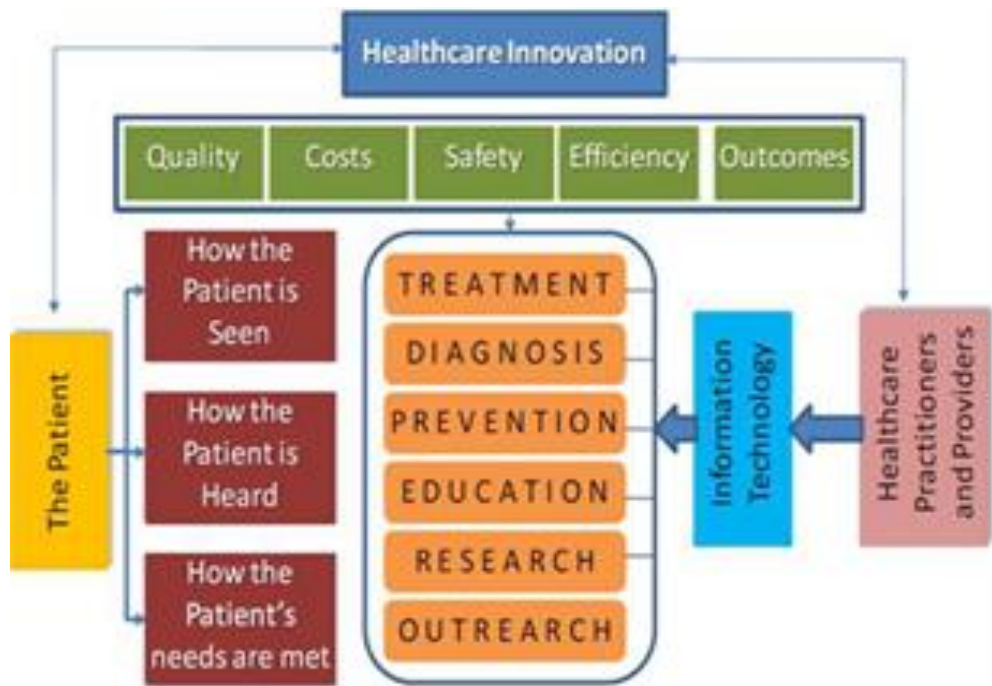 Healthcare Innovation
Quality
Costs
Safety
Efficiency
Outcomes
The Patient
How the
Patient is
Seen
How the
Patient is
Heard
How the
Patient's
needs are met
TREATMENT
DIAGNOSIS
PREVENTION
EDUCATION
RESEARCH
OUTREARCH
Information
Technology
Healthcare
Practitioners
and Providers